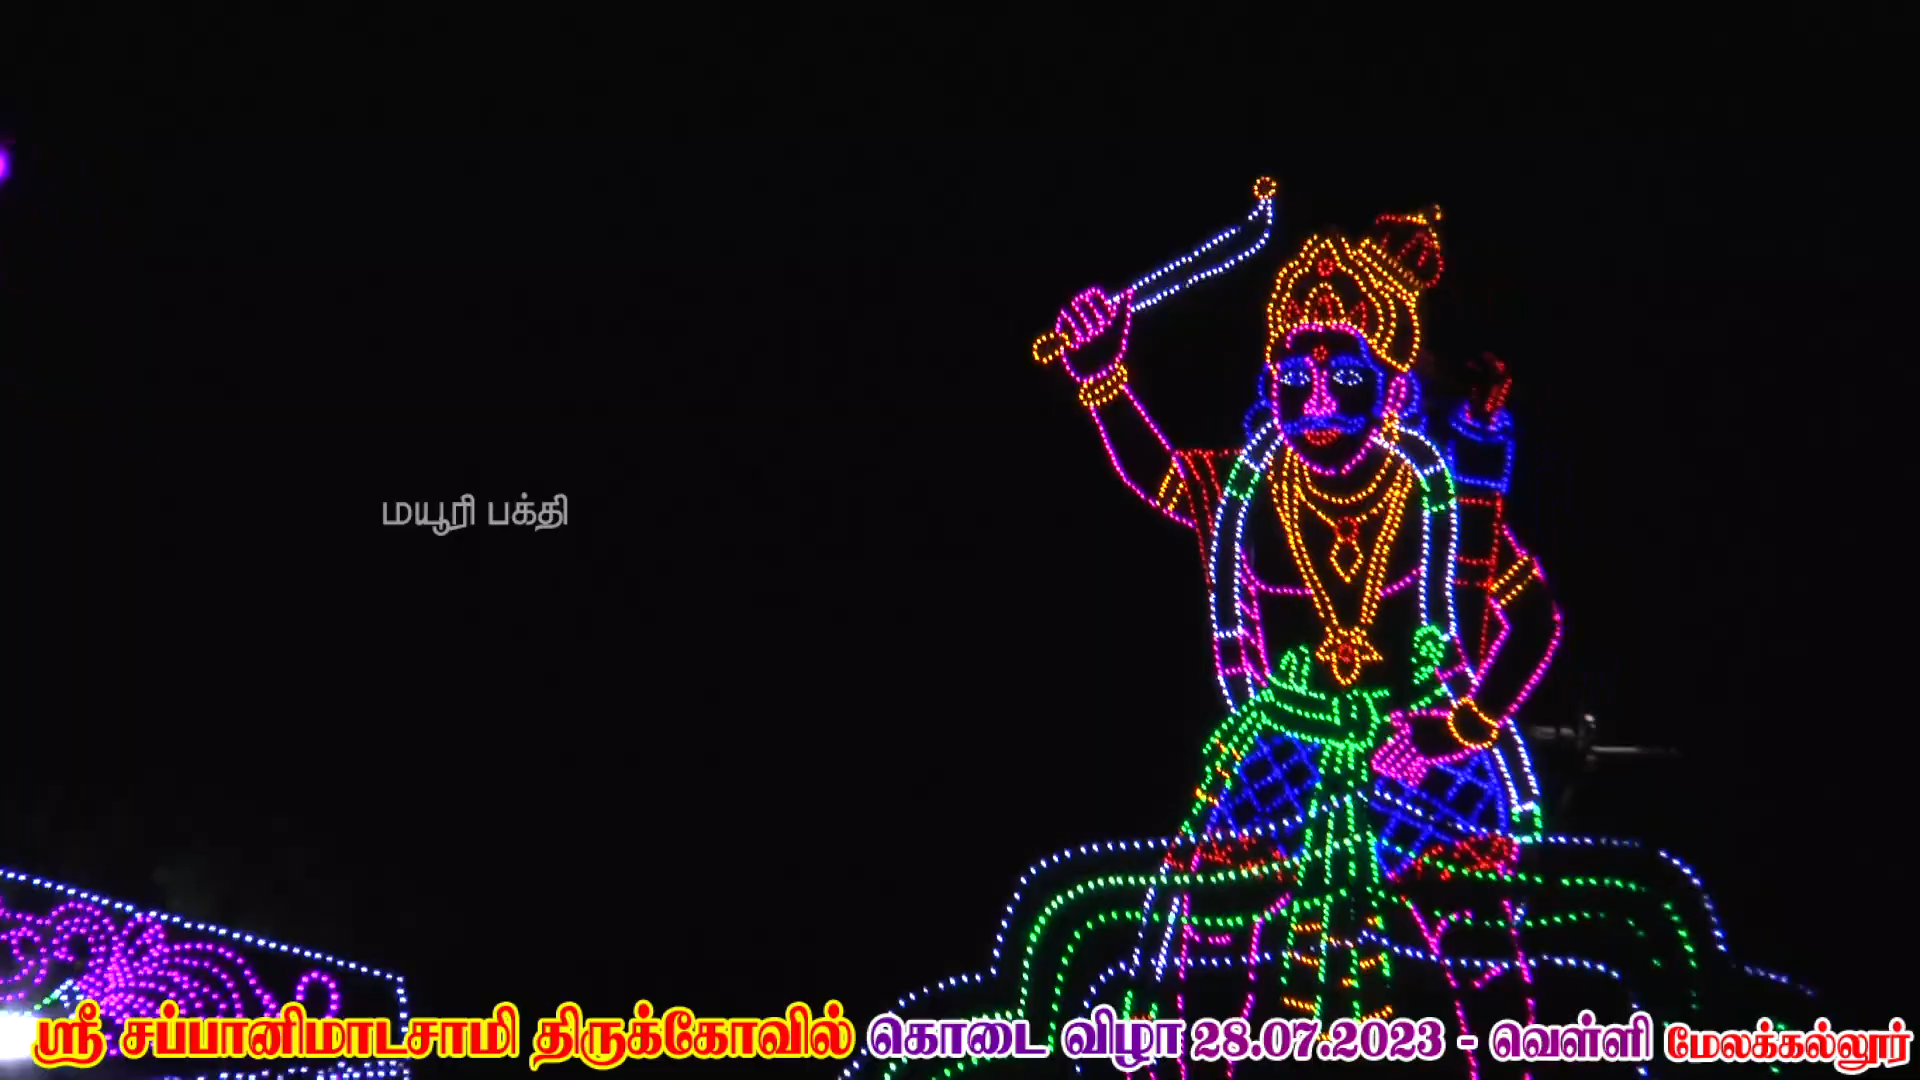 மயூரி பக்தி
ஸ்ரீ சப்பானிமாடசாமி திருக்கோவில் கொடை விழா 28.07.2023 - வெள்ளி மேலக்கல்லூர்